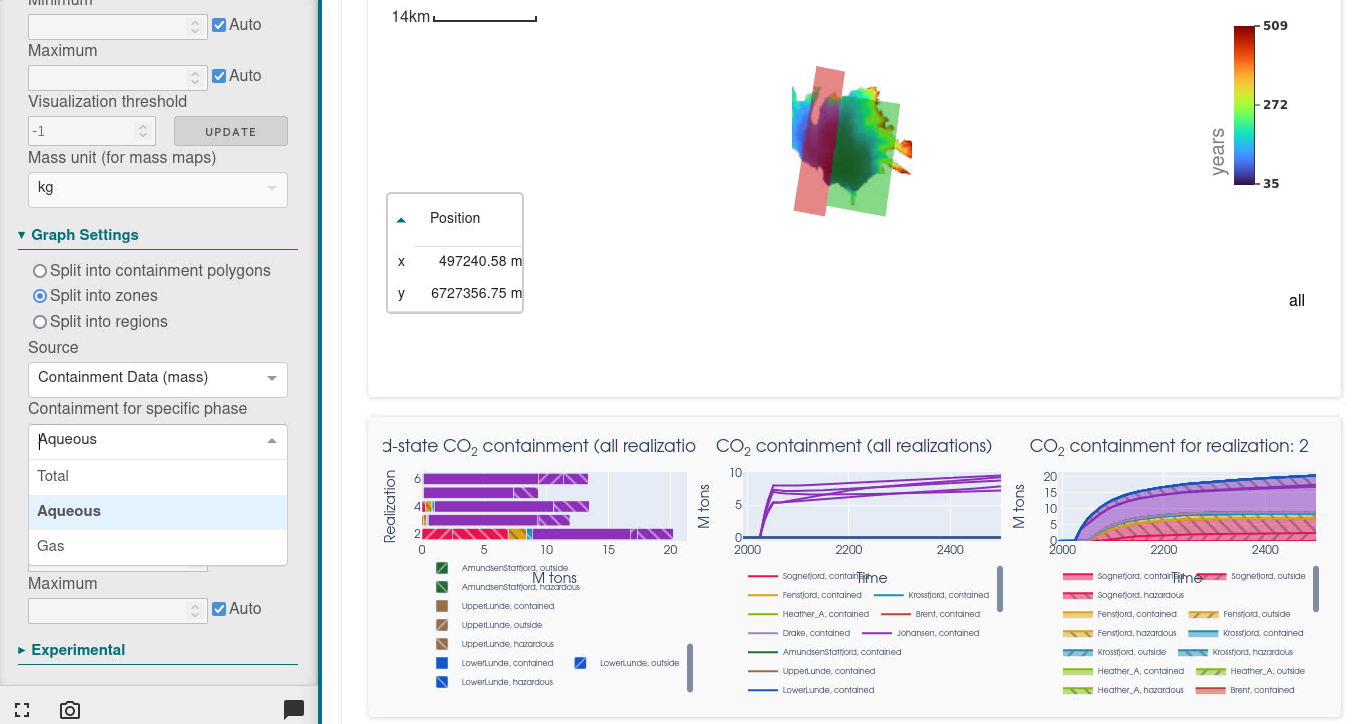 Minimum
Auto
Maximum
Auto
Visualization threshold
-1
UPDATE
Mass unit (for mass maps)
kg
Graph Settings
Split into containment polygons
Split into zones
Split into regions
Source
Containment Data (mass)
Containment for specific phase
Aqueous
Total
Aqueous
Gas
Maximum
Auto
Experimental
14km
Position
x 497240.58 m
y 6727356.75 m
509
272
35
years
all
d-state CO2 containment (all realizatio
Realization
6
4
2
0 5 10 15 20
M tons
AmundsenStatfjord, outside
AmundsenStatfjord, hazardous
UpperLunde, contained
UpperLunde, outside
UpperLunde, hazardous
LowerLunde, contained LowerLunde, outside
LowerLunde, hazardous
CO2 containment (all realizations)
M tons
10
5
0
2000 2200 2400
Time
Sognefjord, contained
Fensfjord, contained Krossfjord, contained
Heather_A, contained Brent, contained
Drake, contained Johansen, contained
AmundsenStatfjord, contained
UpperLunde, contained
LowerLunde, contained
CO2 containment for realization: 2
M tons
20
15
10
5
0
2000 2200 2400
Time
Sognefjord, contained Sognefjord, outside
Sognefjord, hazardous
Fensfjord, contained Fensfjord, outside
Fensfjord, hazardous Krossfjord, contained
Krossfjord, outside Krossfjord, hazardous
Heather_A, contained Heather_A, outside
Heather_A, hazardous Brent, contained